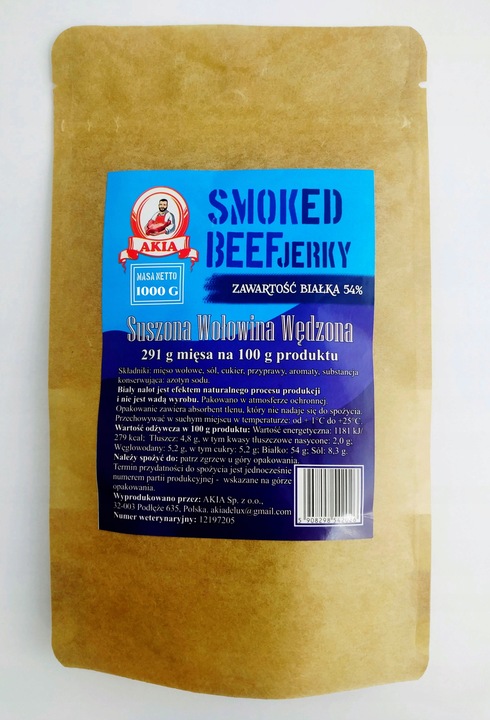 AKIA
SMOKED
BEEFJERKY
MASA NETTO
1000 G
ZAWARTOŚĆ BIAŁKA 54%
Suszona Wołowina Wędzona
291 g mięsa na 100 g produktu
Składniki: mięso wołowe, sól, cukier, przyprawy, aromaty, substancja
konserwująca: azotyn sodu.
Biały nalot jest efektem naturalnego procesu produkcji
i nie jest wadą wyrobu. Pakowano w atmosferze ochronnej.
Opakowanie zawiera absorbent tlenu, który nie nadaje się do spożycia.
Przechowywać w suchym miejscu w temperaturze: od + 1°C do +25°C.
Wartość odżywcza w 100 g produktu: Wartość energetyczna: 1181 kJ/
279 kcal; Tłuszcz: 4,8 g, w tym kwasy tłuszczowe nasycone: 2,0 g;
Węglowodany: 5,2 g, w tym cukry: 5,2 g; Białko: 54 g; Sól: 8,3 g.
Należy spożyć do: patrz zgrzew u góry opakowania.
Termin przydatności do spożycia jest jednocześnie
numerem partii produkcyjnej - wskazane na górze
opakowania.
Wyprodukowano przez: AKIA Sp. z o.o.,
32-003 Podłęże 635, Polska. akiadelux@gmail.com
Numer weterynaryjny: 12197205